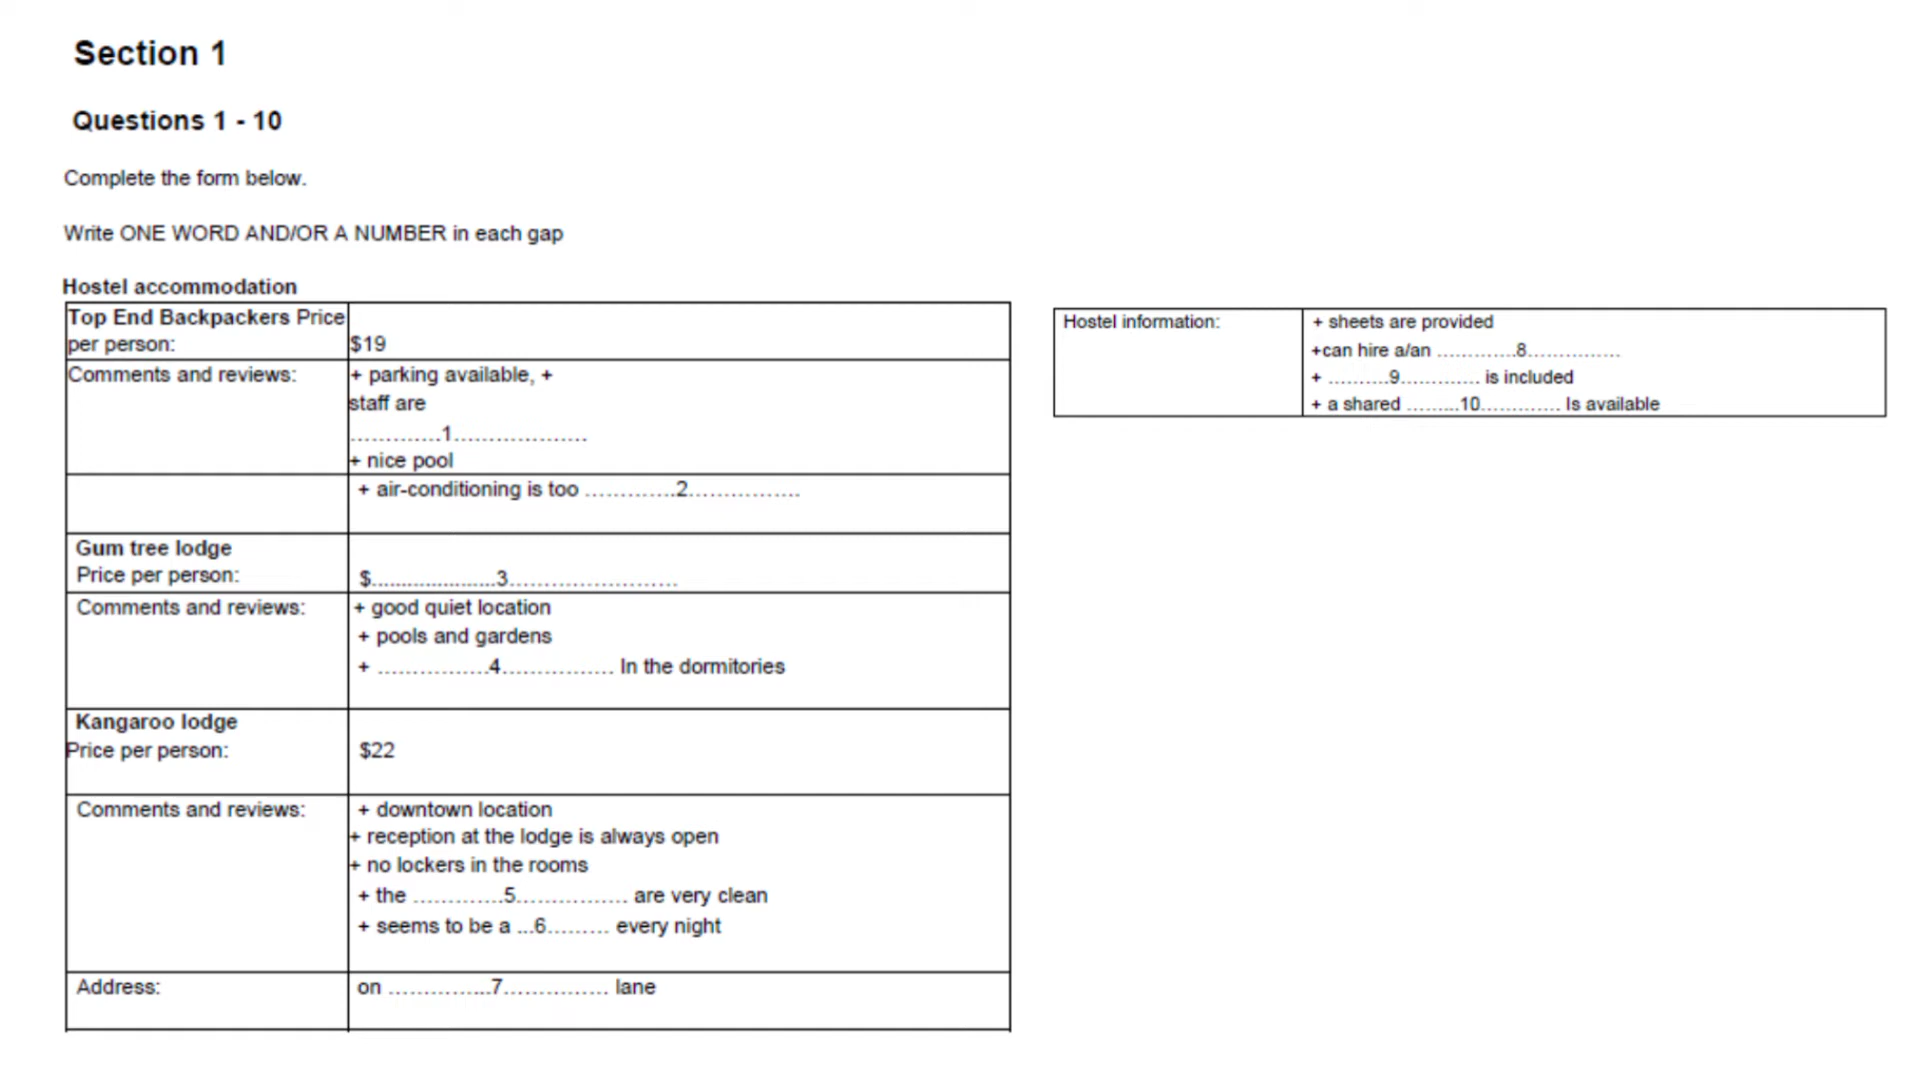 Section 1
Questions 1 - 10
Complete the form below.
Write ONE WORD AND/OR A NUMBER in each gap
Hostel accommodation
Top End Backpackers Price
per person:
$19
Comments and reviews:
+ parking available, +
staff are
.............1...................
+ nice pool
+ air-conditioning is too .............2................
Gum tree lodge
Price per person:
$......................3........................
Comments and reviews:
+ good quiet location
+ pools and gardens
+ ................4................ In the dormitories
Kangaroo lodge
Price per person:
$22
Comments and reviews:
+ downtown location
+ reception at the lodge is always open
+ no lockers in the rooms
+ the .............5................ are very clean
+ seems to be a ...6......... every night
Address:
on ...............7............... lane
Hostel information:
+ sheets are provided
+can hire a/an .............8...............
+ ..........9............. is included
+ a shared .........10............. Is available